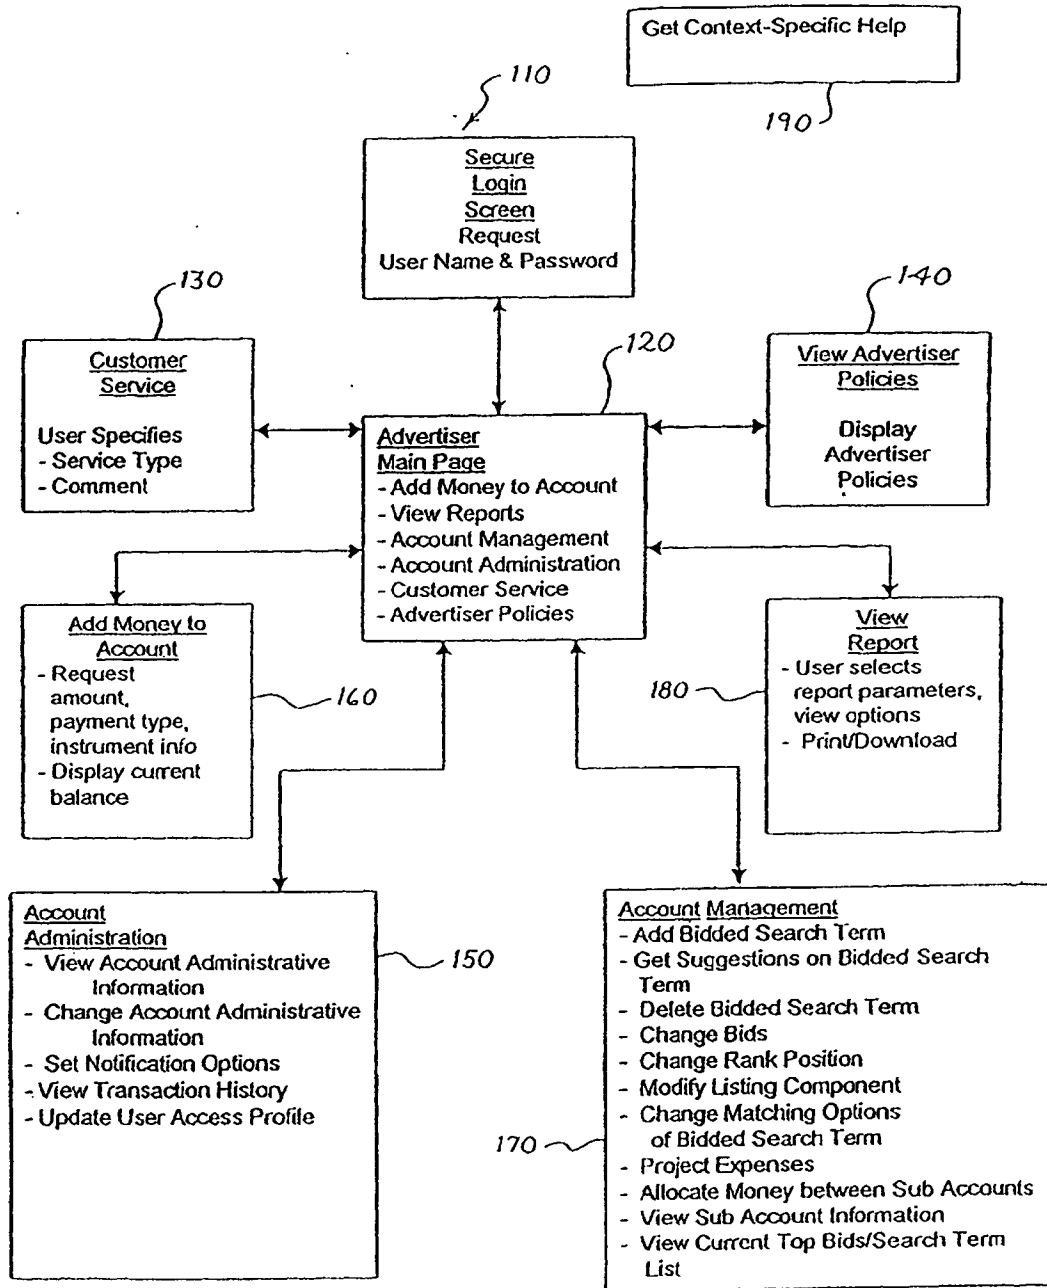 Get Context-Specific Help
190
110
Secure
Login
Screen
Request
User Name & Password
130
Customer
Service
User Specifies
- Service Type
- Comment
120
Advertiser
Main Page
- Add Money to Account
- View Reports
- Account Management
- Account Administration
- Customer Service
- Advertiser Policies
140
View Advertiser
Policies
Display
Advertiser
Policies
Add Money to
Account
- Request
amount,
payment type,
instrument info
- Display current
balance
160
180
View
Report
- User selects
report parameters,
view options
- Print/Download
Account
Administration
- View Account Administrative
Information
- Change Account Administrative
Information
- Set Notification Options
- View Transaction History
- Update User Access Profile
150
Account Management
- Add Bidded Search Term
- Get Suggestions on Bidded Search
Term
- Delete Bidded Search Term
- Change Bids
- Change Rank Position
- Modify Listing Component
- Change Matching Options
of Bidded Search Term
- Project Expenses
- Allocate Money between Sub Accounts
- View Sub Account Information
- View Current Top Bids/Search Term
List
170